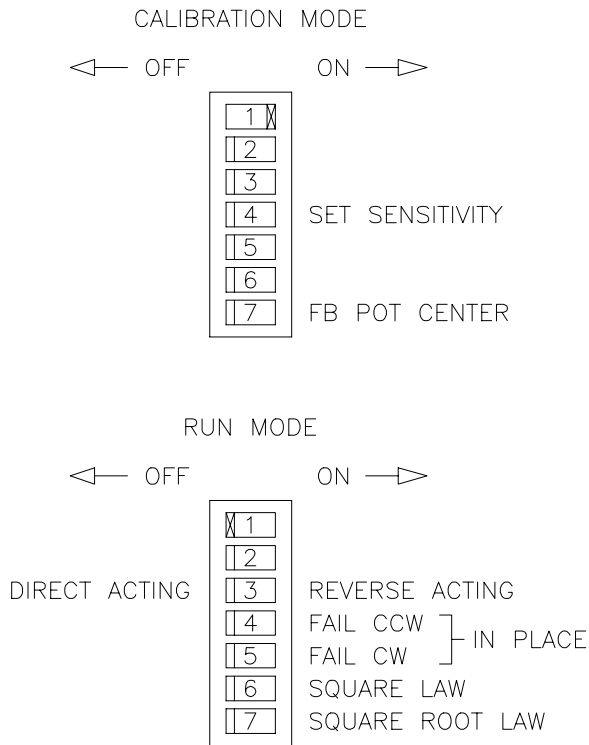 CALIBRATION MODE
OFF ON
1
2
3
4 SET SENSITIVITY
5
6
7 FB POT CENTER
RUN MODE
OFF ON
1
2
DIRECT ACTING 3 REVERSE ACTING
4 FAIL CCW
IN PLACE
5 FAIL CW
6 SQUARE LAW
7 SQUARE ROOT LAW